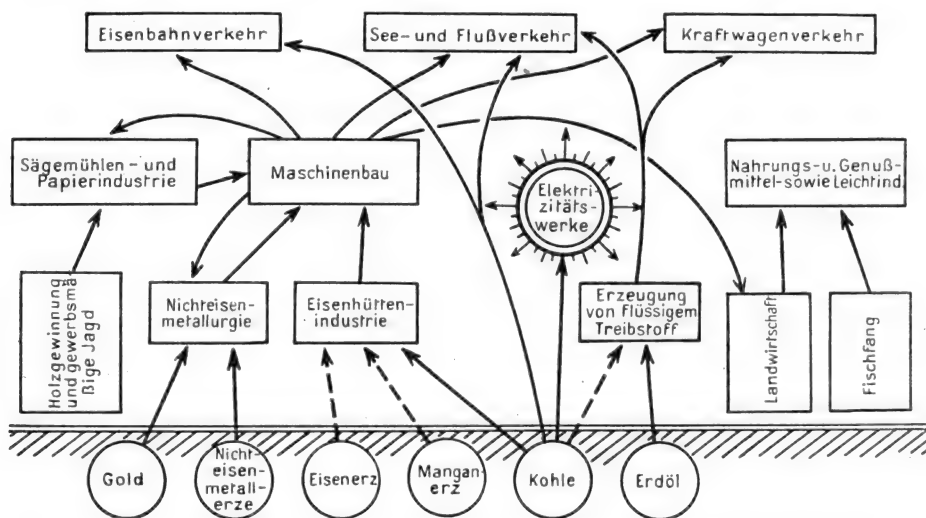 Eisenbahnverkehr
See- und Flußverkehr
Kraftwagenverkehr
Sägemühlen- und
Papierindustrie
Maschinenbau
Elektri-
zitäts-
werke
Nahrungs- u. Genuß-
mittel- sowie Leichtind.
Holzgewinnung
und gewerbsmä-
ßige Jagd
Nichteisen-
metallurgie
Eisenhütten-
industrie
Erzeugung
von flüssigem
Treibstoff
Landwirtschaft
Fischfang
Gold
Nicht-
eisen-
metall-
erze
Eisenerz
Mangan-
erz
Kohle
Erdöl